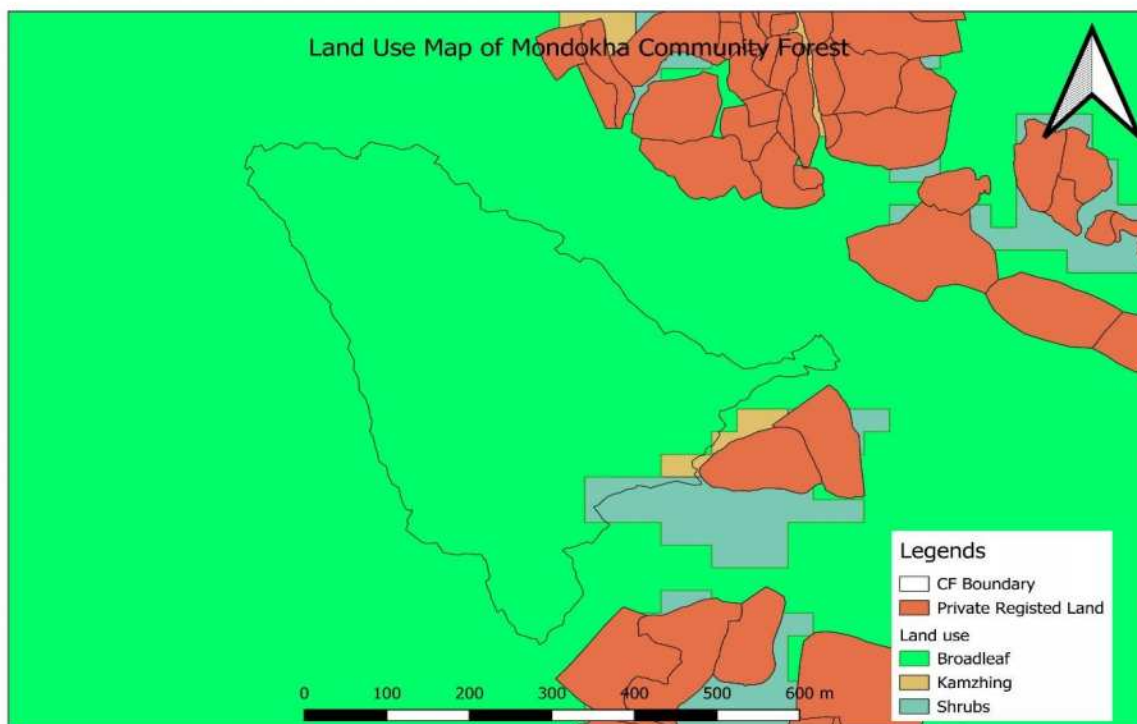 Land Use Map of Mondokha Community Forest
Legends
CF Boundary
Private Registed Land
Land use
Broadleaf
Kamzhing
Shrubs
0 100 200 300 400 500 600 m